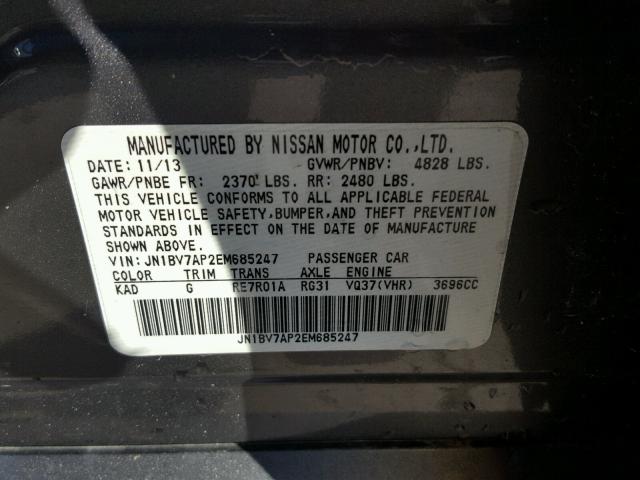 MANUFACTURED BY NISSAN MOTOR CO.,LTD.
DATE: 11/13 GVWR/PNBV: 4828 LBS.
GAWR/PNBE FR: 2370 LBS. RR: 2480 LBS.
THIS VEHICLE CONFORMS TO ALL APPLICABLE FEDERAL
MOTOR VEHICLE SAFETY,BUMPER,AND THEFT PREVENTION
STANDARDS IN EFFECT ON THE DATE OF MANUFACTURE
SHOWN ABOVE.
VIN: JN1BV7AP2EM685247 PASSENGER CAR
COLOR TRIM TRANS AXLE ENGINE
KAD G RE7R01A RG31 VQ37(VHR) 3696CC
JN1BV7AP2EM685247